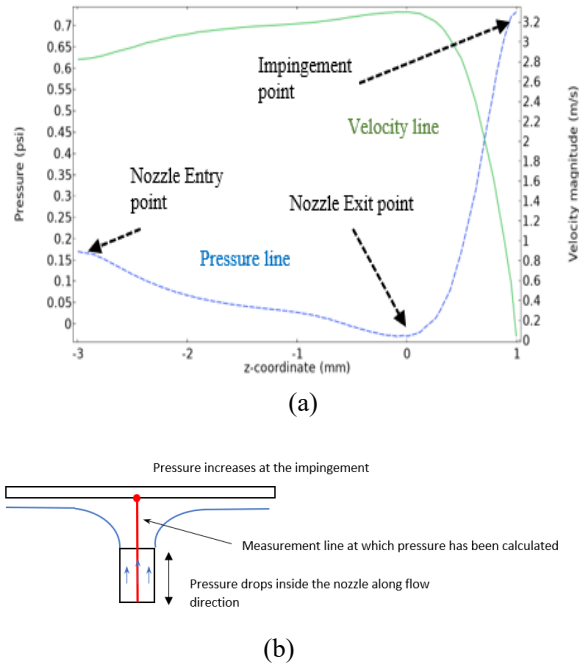 0.7
0.65
0.6
0.55
0.5
0.45
0.4
0.35
0.3
0.25
0.2
0.15
0.1
0.05
0
Pressure (psi)
3.2
3
2.8
2.6
2.4
2.2
2
1.8
1.6
1.4
1.2
1
0.8
0.6
0.4
0.2
0
Velocity magnitude (m/s)
Impingement
point
Velocity line
Nozzle Entry
point
Nozzle Exit point
Pressure line
-3
-2
-1
0
1
z-coordinate (mm)
(a)
Pressure increases at the impingement
Measurement line at which pressure has been calculated
Pressure drops inside the nozzle along flow
direction
(b)